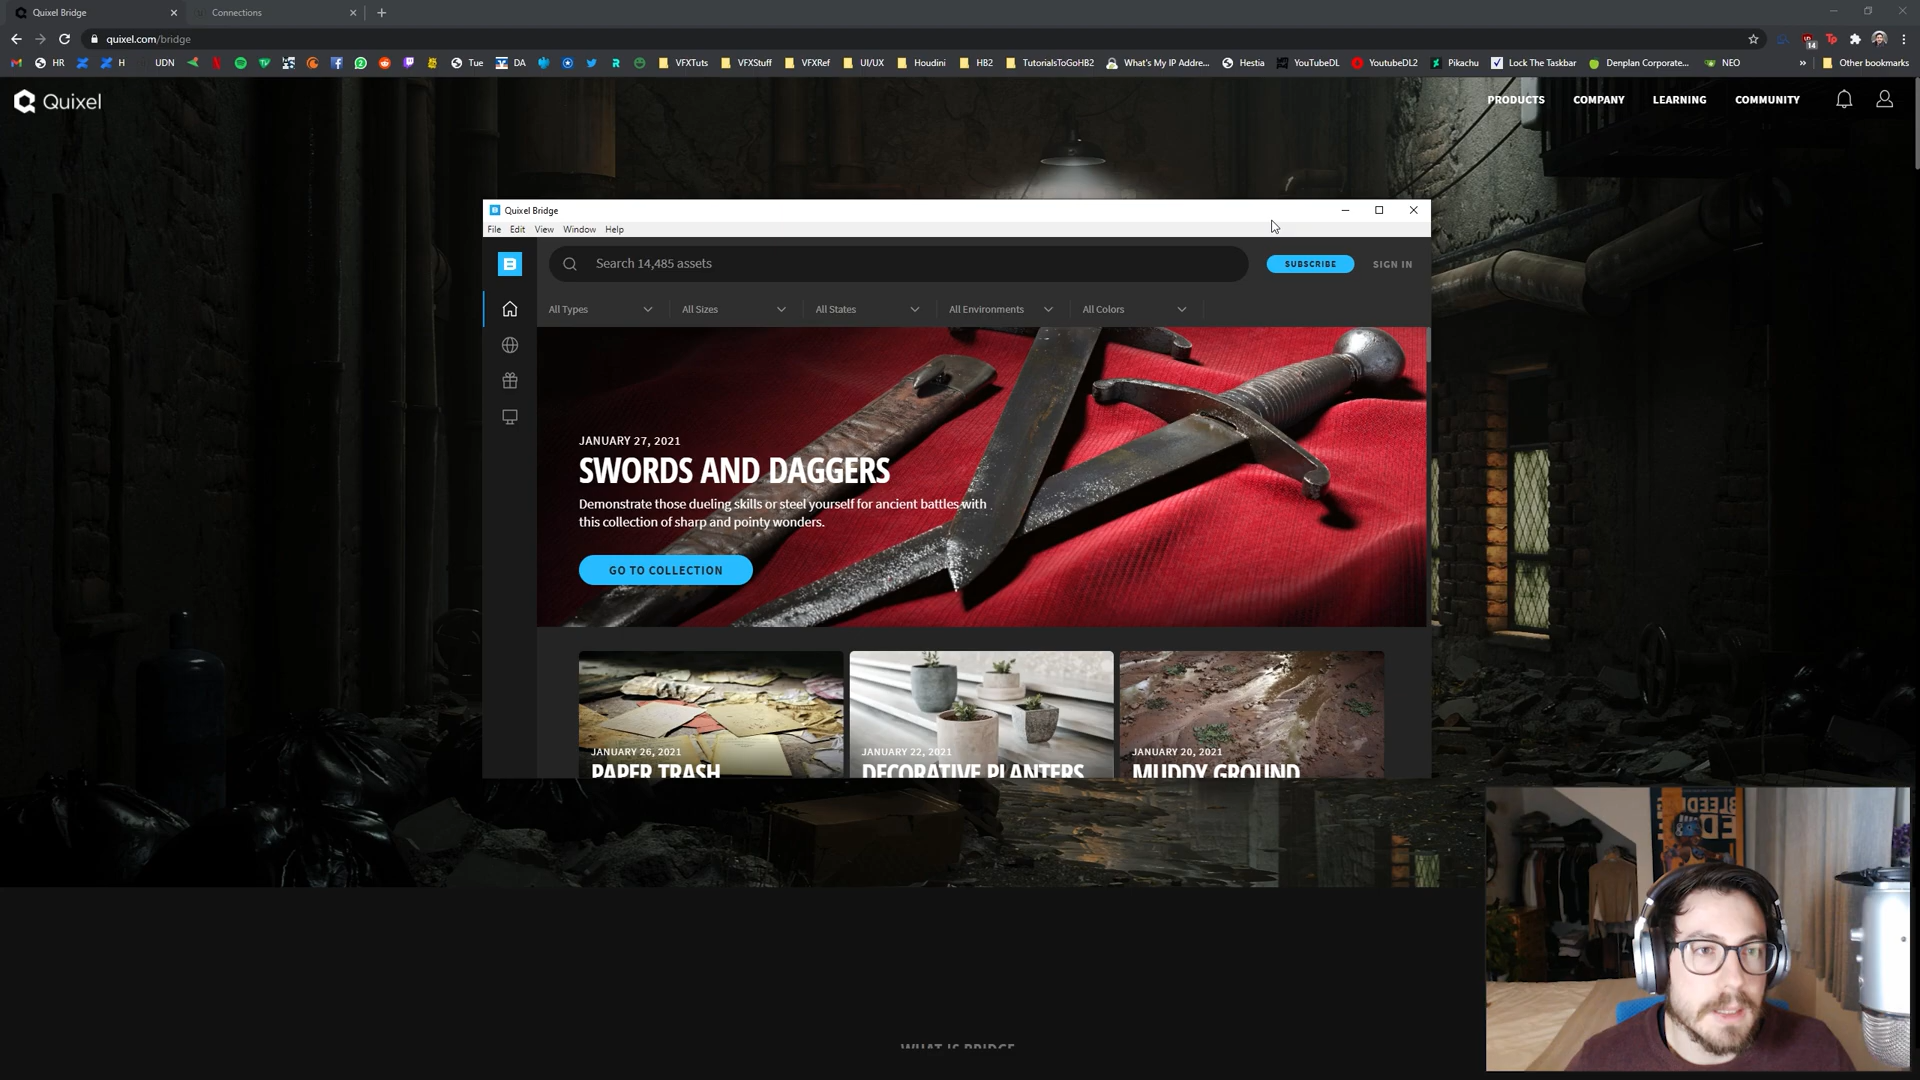 Quixel Bridge
Connections
quixel.com/bridge
HR
H
UDN
Tue
DA
VFXTuts
VFXStuff
VFXRef
UI/UX
Houdini
HB2
TutorialsToGoHB2
What's My IP Addre...
Hestia
YouTubeDL
YoutubeDL2
Pikachu
Lock The Taskbar
Denplan Corporate...
NEO
»
Other bookmarks
14
Quixel
PRODUCTS
COMPANY
LEARNING
COMMUNITY
Quixel Bridge
File Edit View Window Help
Search 14,485 assets
SUBSCRIBE
SIGN IN
All Types
All Sizes
All States
All Environments
All Colors
JANUARY 27, 2021
SWORDS AND DAGGERS
Demonstrate those dueling skills or steel yourself for ancient battles with
this collection of sharp and pointy wonders.
GO TO COLLECTION
JANUARY 26, 2021
PAPER TRASH
JANUARY 22, 2021
DECORATIVE PLANTERS
JANUARY 20, 2021
MUDDY GROUND
WHAT IS BRIDGE